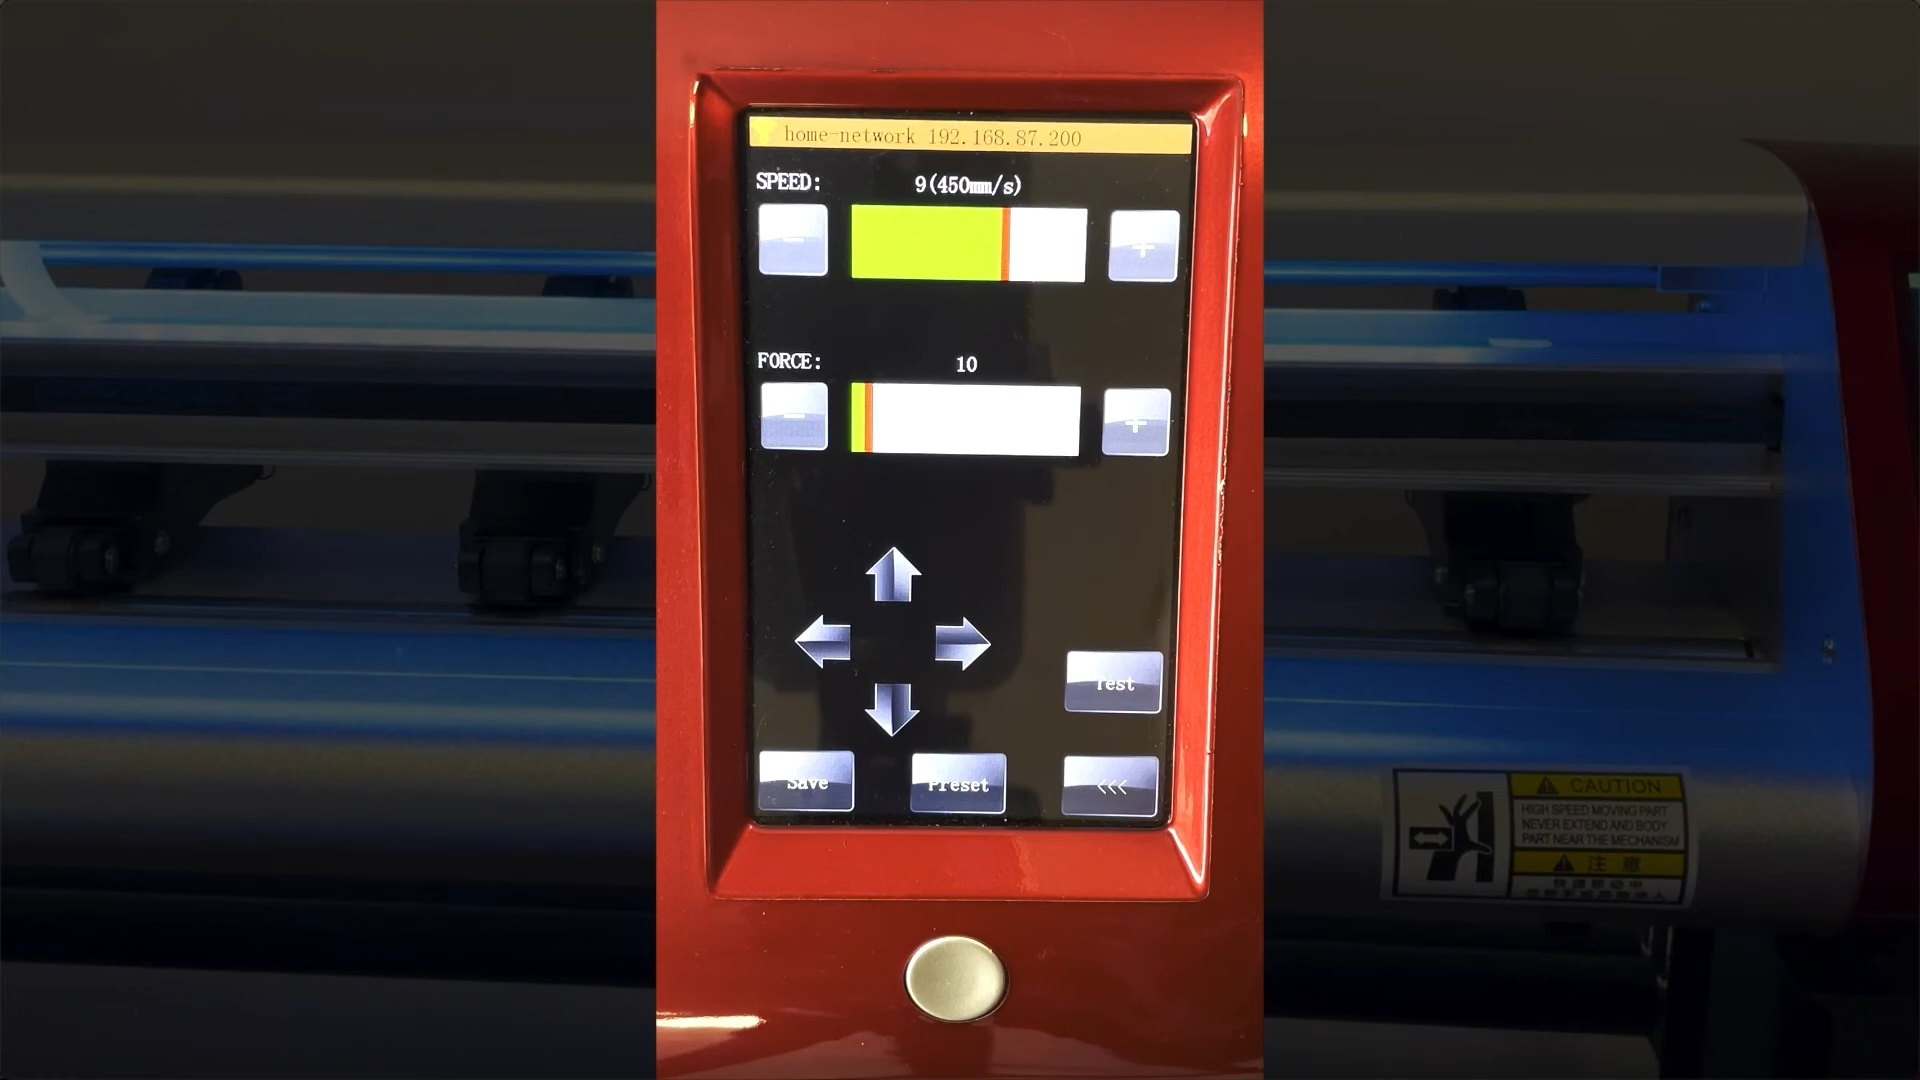 home-network 192.168.87.200
SPEED: 9(450mm/s)
-
+
FORCE: 10
-
+
Test
Save
Preset
<<<
CAUTION
HIGH SPEED MOVING PART
NEVER EXTEND AND BODY
PART NEAR THE MECHANISM
注 意